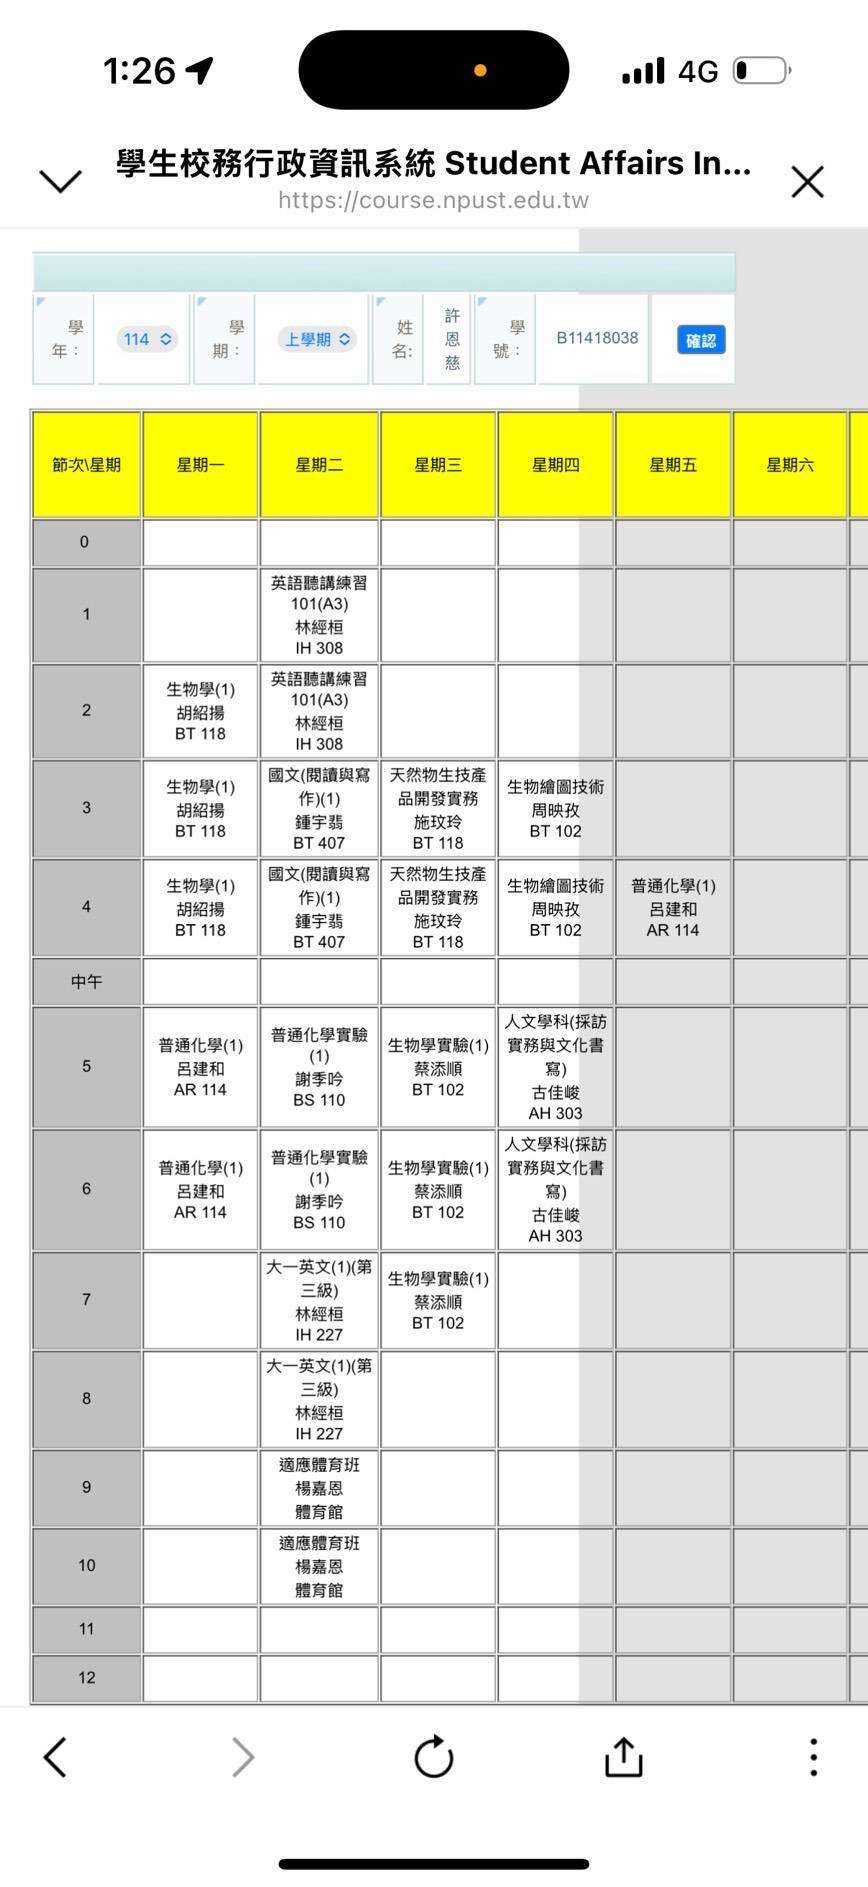 1:26
4G
學生校務行政資訊系統 Student Affairs In...
https://course.npust.edu.tw
學
年：
114
學
期：
上學期
姓
名:
許
恩
慈
學
號：
B11418038
確認
節次\星期
星期一
星期二
星期三
星期四
星期五
星期六
0
1
英語聽講練習
101(A3)
林經桓
IH 308
2
生物學(1)
胡紹揚
BT 118
英語聽講練習
101(A3)
林經桓
IH 308
3
生物學(1)
胡紹揚
BT 118
國文(閱讀與寫
作)(1)
鍾宇翡
BT 407
天然物生技產
品開發實務
施玟玲
BT 118
生物繪圖技術
周映孜
BT 102
4
生物學(1)
胡紹揚
BT 118
國文(閱讀與寫
作)(1)
鍾宇翡
BT 407
天然物生技產
品開發實務
施玟玲
BT 118
生物繪圖技術
周映孜
BT 102
普通化學(1)
呂建和
AR 114
中午
5
普通化學(1)
呂建和
AR 114
普通化學實驗
(1)
謝季吟
BS 110
生物學實驗(1)
蔡添順
BT 102
人文學科(採訪
實務與文化書
寫)
古佳峻
AH 303
6
普通化學(1)
呂建和
AR 114
普通化學實驗
(1)
謝季吟
BS 110
生物學實驗(1)
蔡添順
BT 102
人文學科(採訪
實務與文化書
寫)
古佳峻
AH 303
7
大一英文(1)(第
三級)
林經桓
IH 227
生物學實驗(1)
蔡添順
BT 102
8
大一英文(1)(第
三級)
林經桓
IH 227
9
適應體育班
楊嘉恩
體育館
10
適應體育班
楊嘉恩
體育館
11
12